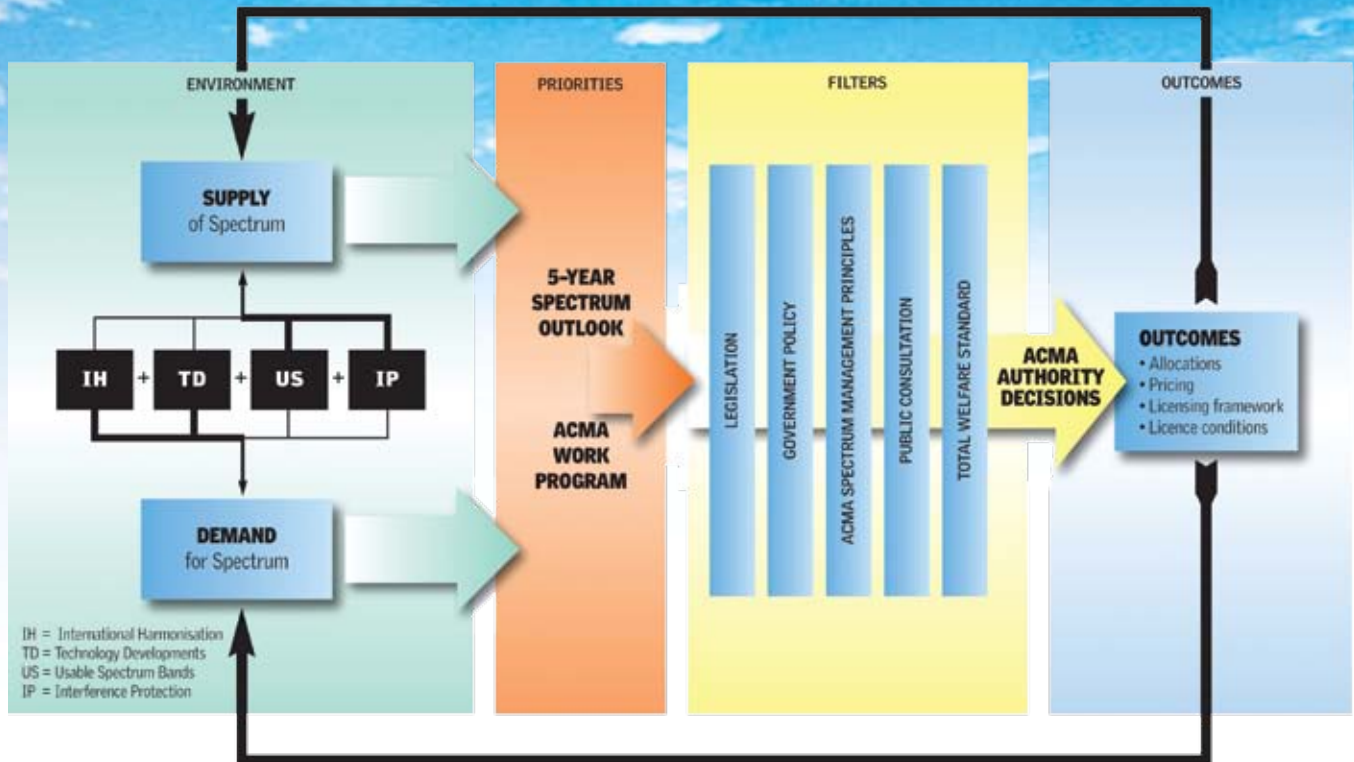 ENVIRONMENT
SUPPLY
of Spectrum
IH + TD + US + IP
DEMAND
for Spectrum
IH = International Harmonisation
TD = Technology Developments
US = Usable Spectrum Bands
IP = Interference Protection
PRIORITIES
5-YEAR
SPECTRUM
OUTLOOK
ACMA
WORK
PROGRAM
FILTERS
LEGISLATION
GOVERNMENT POLICY
ACMA SPECTRUM MANAGEMENT PRINCIPLES
PUBLIC CONSULTATION
TOTAL WELFARE STANDARD
ACMA
AUTHORITY
DECISIONS
OUTCOMES
OUTCOMES
• Allocations
• Pricing
• Licensing framework
• Licence conditions